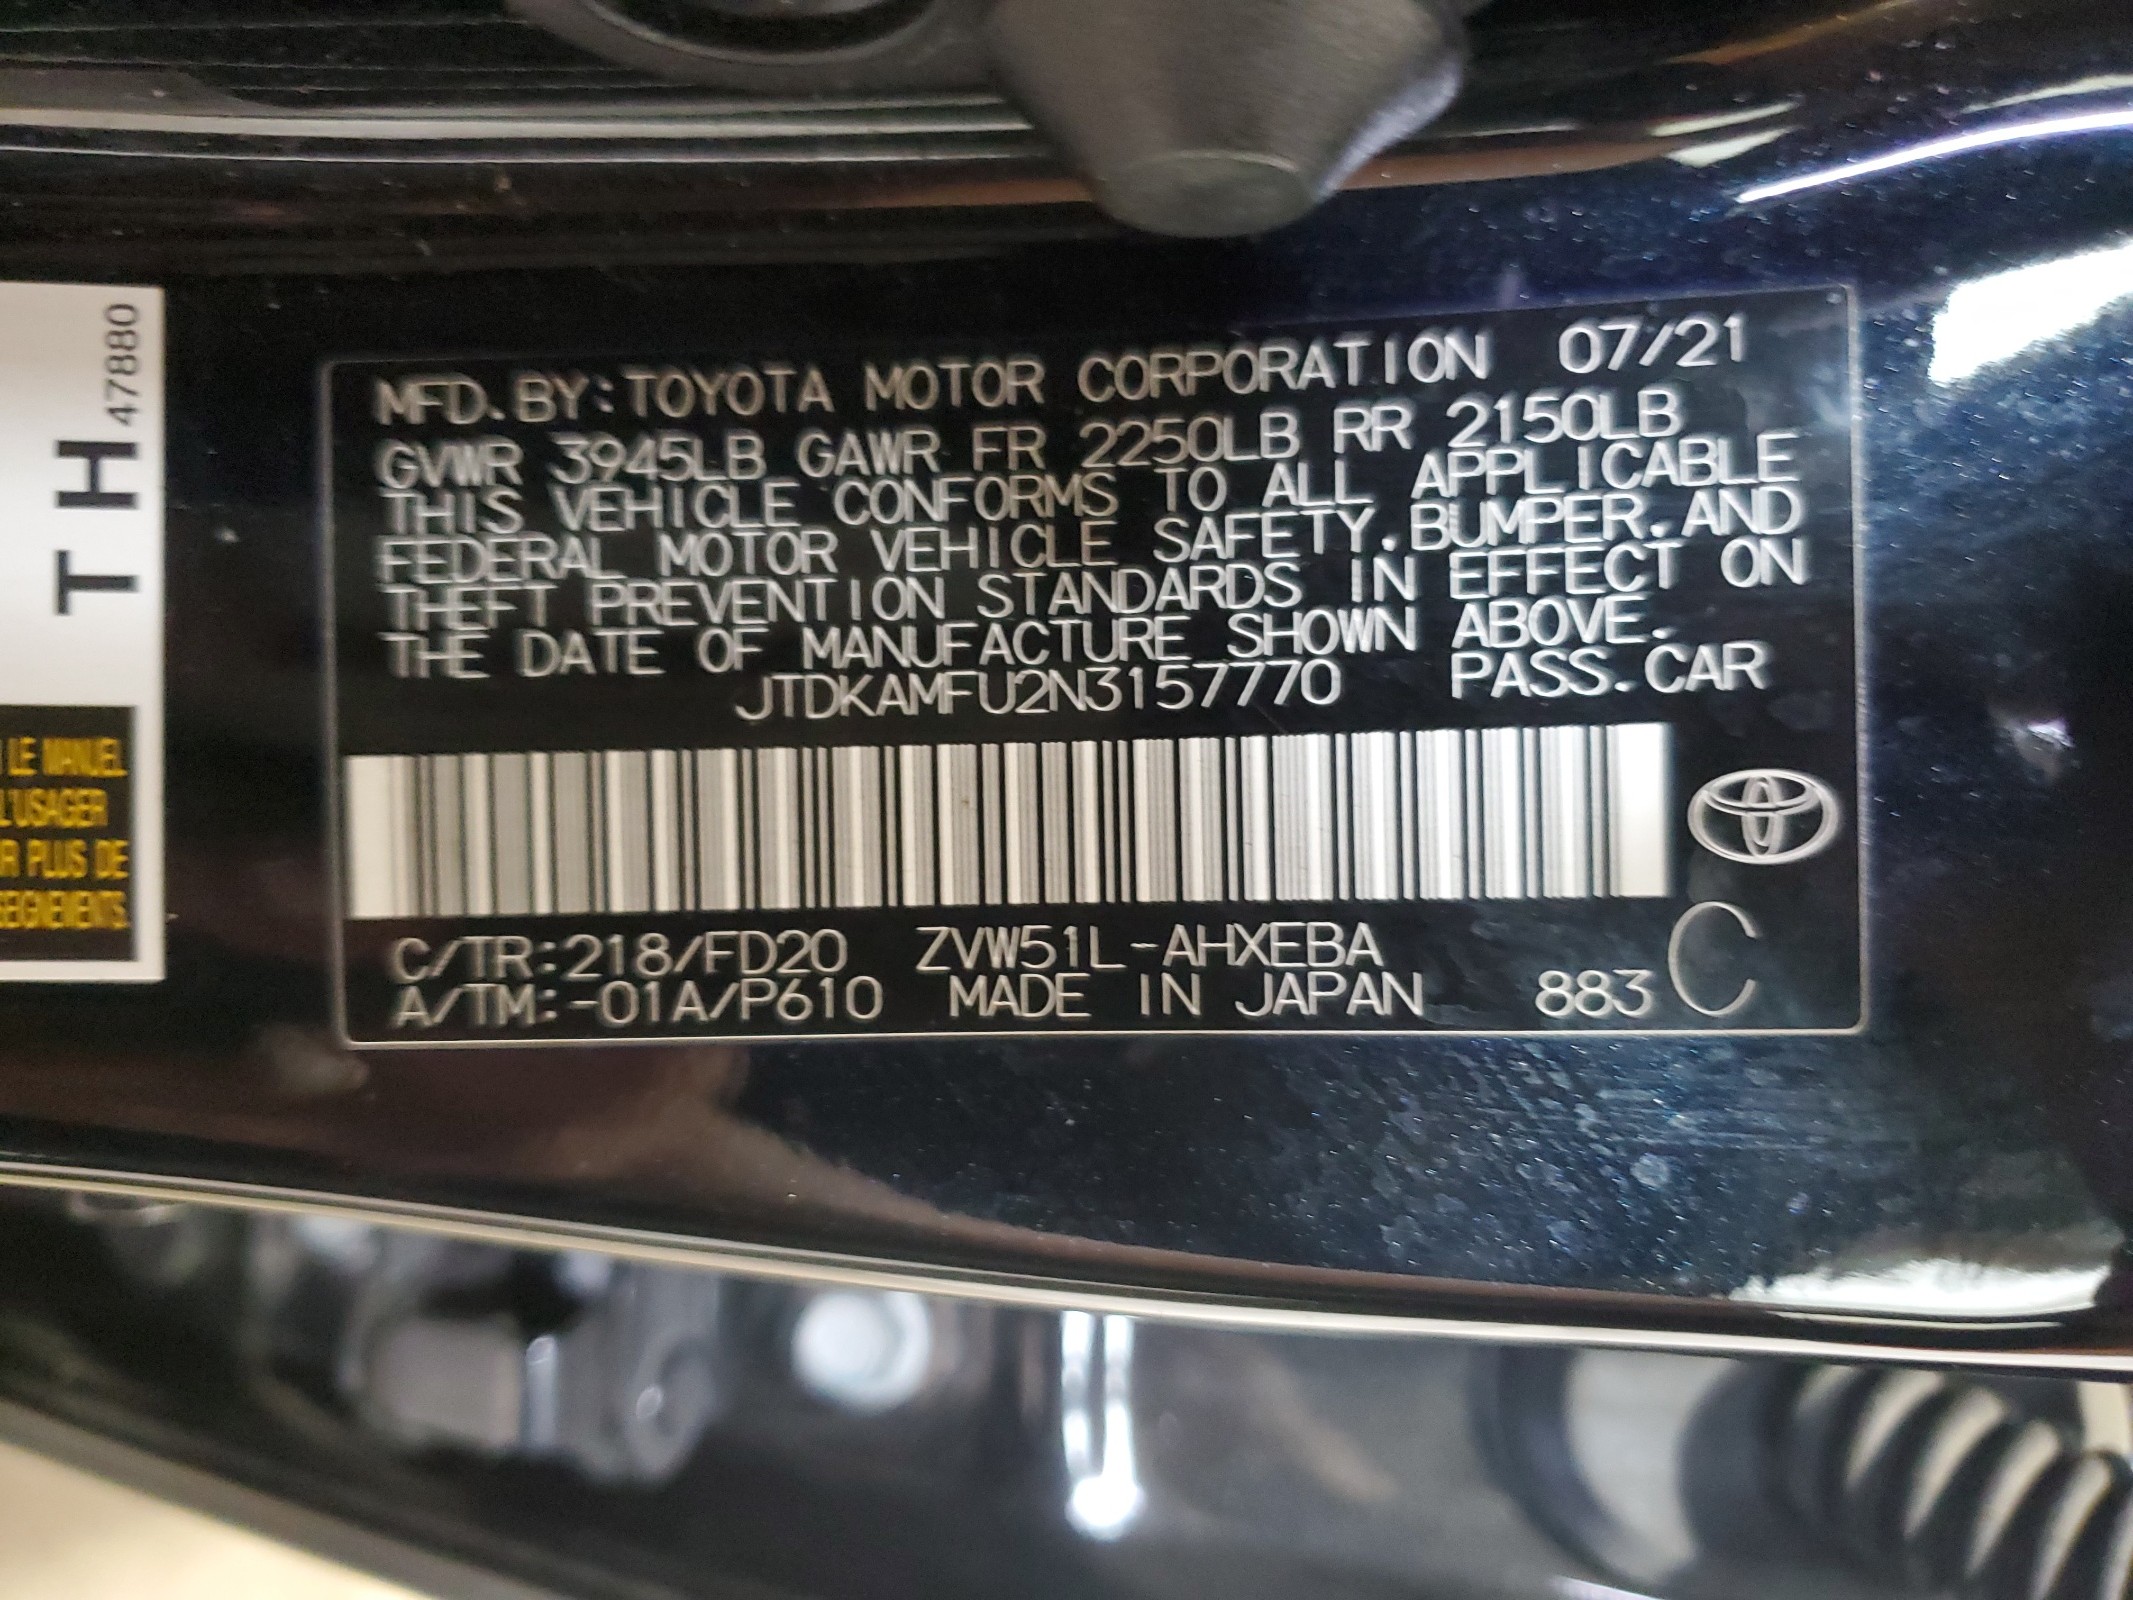 MFD. BY: TOYOTA MOTOR CORPORATION 07/21
GVWR 3945LB GAWR FR 2250LB RR 2150LB
THIS VEHICLE CONFORMS TO ALL APPLICABLE
FEDERAL MOTOR VEHICLE SAFETY, BUMPER, AND
THEFT PREVENTION STANDARDS IN EFFECT ON
THE DATE OF MANUFACTURE SHOWN ABOVE.
JTDKAMFU2N3157770 PASS. CAR
C/TR:218/FD20 ZVW51L-AHXEBA
A/TM:-01A/P610 MADE IN JAPAN 883 C
T H 47880
LE MANUEL
L'USAGER
R PLUS DE
SEIGNEMENTS.